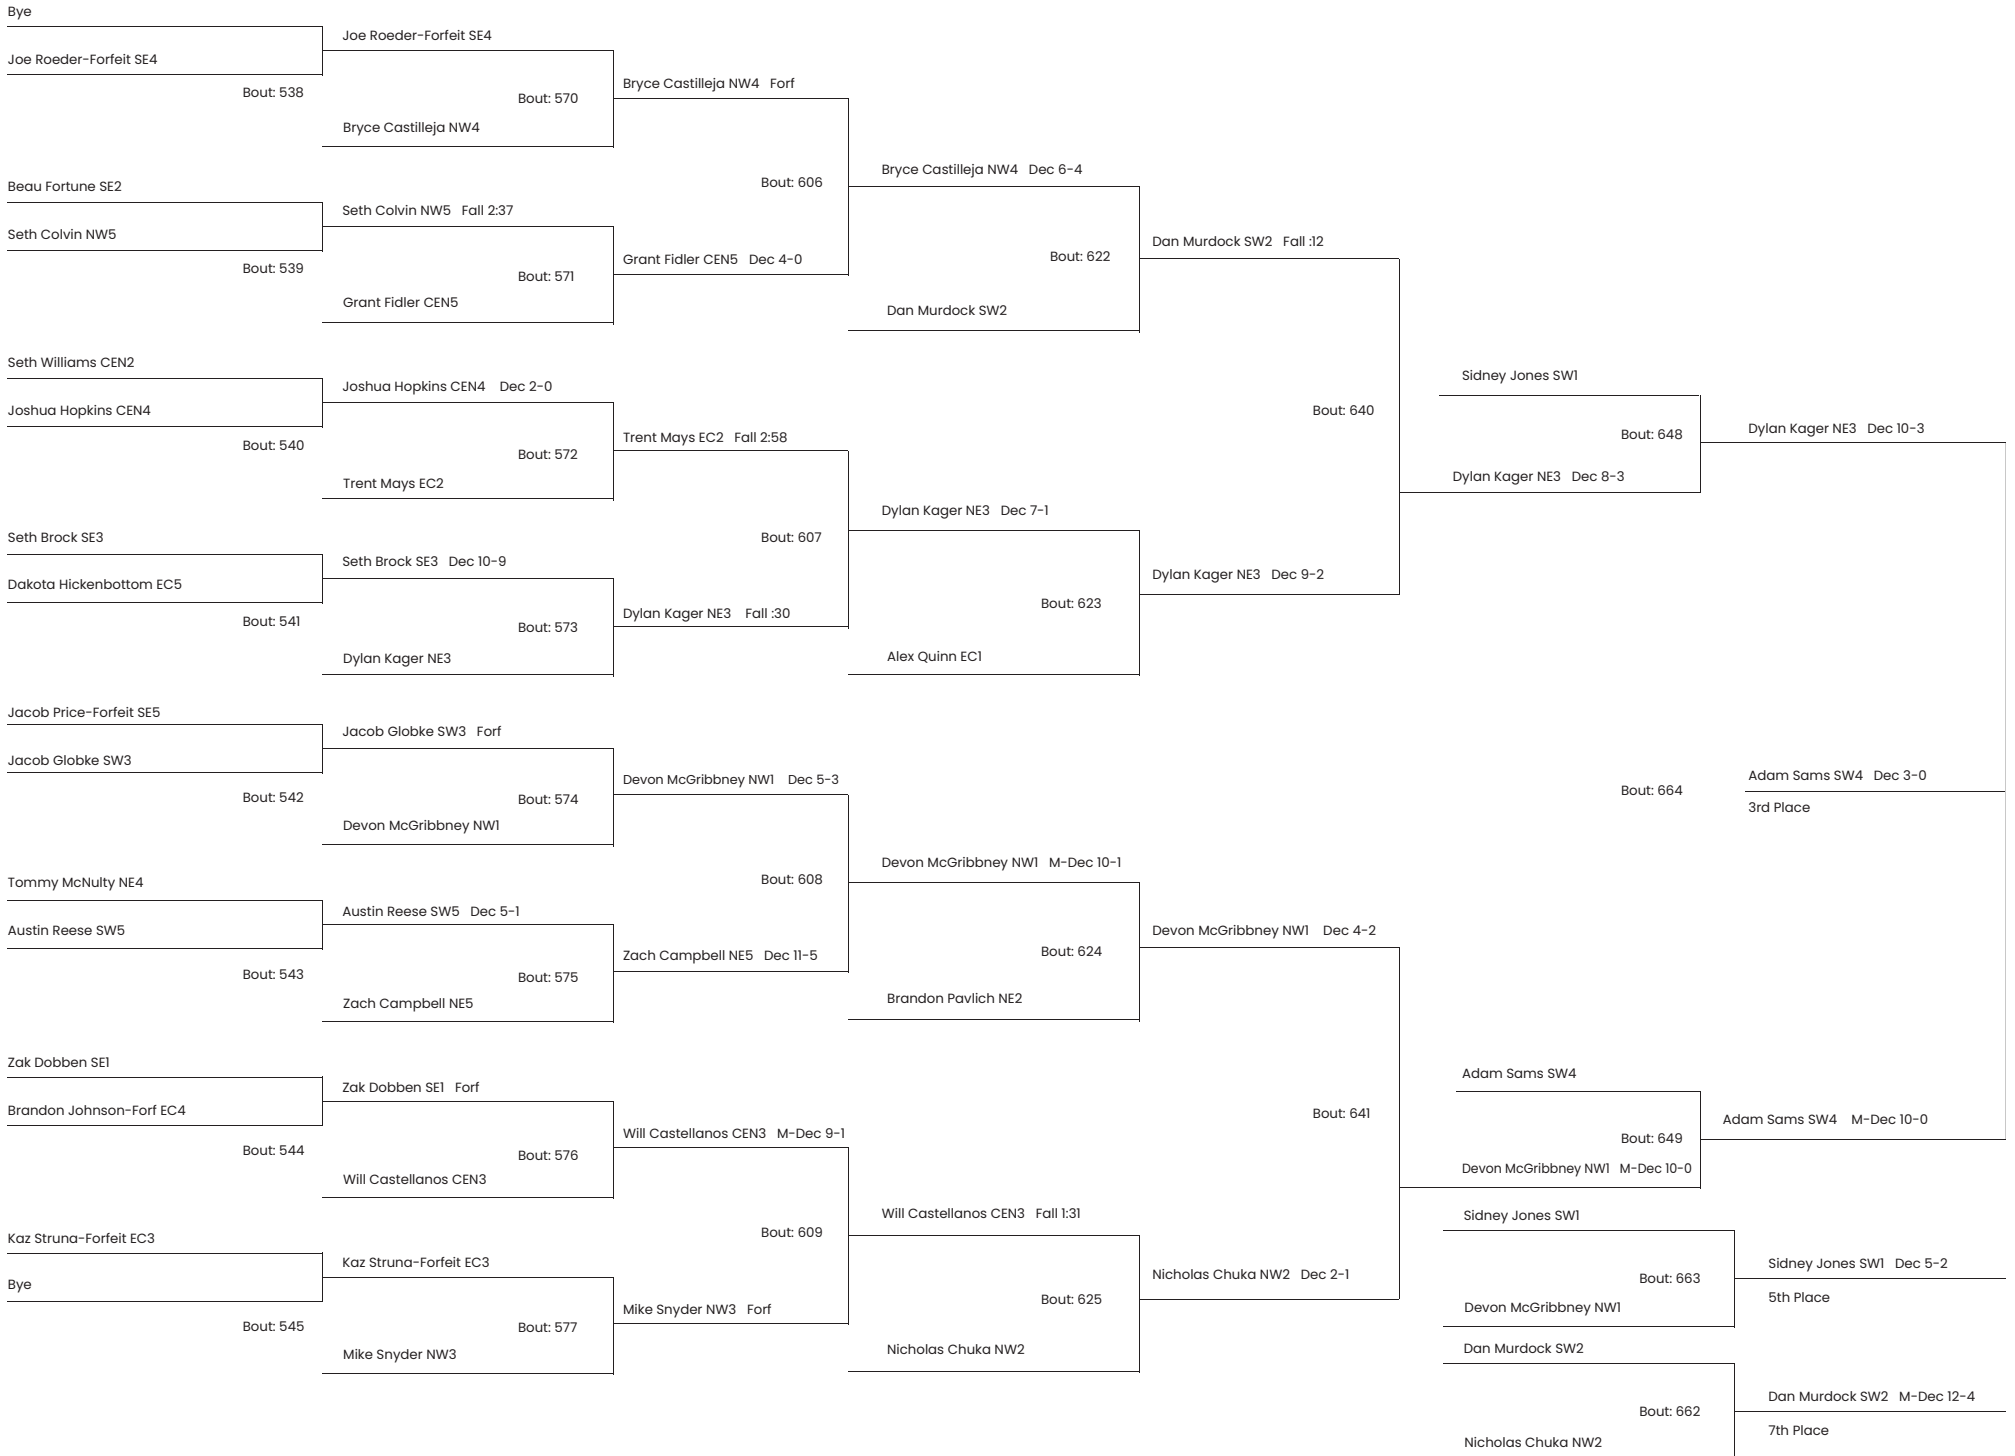 Bye
Joe Roeder-Forfeit SE4
Bout: 538
Beau Fortune SE2
Seth Colvin NW5
Bout: 539
Seth Williams CEN2
Joshua Hopkins CEN4
Bout: 540
Seth Brock SE3
Dakota Hickenbottom EC5
Bout: 541
Jacob Price-Forfeit SE5
Jacob Globke SW3
Bout: 542
Tommy McNulty NE4
Austin Reese SW5
Bout: 543
Zak Dobben SE1
Brandon Johnson-Forf EC4
Bout: 544
Kaz Struna-Forfeit EC3
Bye
Bout: 545
Joe Roeder-Forfeit SE4
Bout: 570
Bryce Castilleja NW4
Seth Colvin NW5 Fall 2:37
Bout: 571
Grant Fidler CEN5
Joshua Hopkins CEN4 Dec 2-0
Bout: 572
Trent Mays EC2
Seth Brock SE3 Dec 10-9
Bout: 573
Dylan Kager NE3
Jacob Globke SW3 Forf
Bout: 574
Devon McGribbney NW1
Austin Reese SW5 Dec 5-1
Bout: 575
Zach Campbell NE5
Zak Dobben SE1 Forf
Bout: 576
Will Castellanos CEN3
Kaz Struna-Forfeit EC3
Bout: 577
Mike Snyder NW3
Bryce Castilleja NW4 Forf
Bout: 606
Grant Fidler CEN5 Dec 4-0
Trent Mays EC2 Fall 2:58
Bout: 607
Dylan Kager NE3 Fall :30
Devon McGribbney NW1 Dec 5-3
Bout: 608
Zach Campbell NE5 Dec 11-5
Will Castellanos CEN3 M-Dec 9-1
Bout: 609
Mike Snyder NW3 Forf
Bryce Castilleja NW4 Dec 6-4
Bout: 622
Dan Murdock SW2
Dylan Kager NE3 Dec 7-1
Bout: 623
Alex Quinn EC1
Devon McGribbney NW1 M-Dec 10-1
Bout: 624
Brandon Pavlich NE2
Will Castellanos CEN3 Fall 1:31
Bout: 625
Nicholas Chuka NW2
Dan Murdock SW2 Fall :12
Bout: 640
Dylan Kager NE3 Dec 9-2
Devon McGribbney NW1 Dec 4-2
Bout: 641
Nicholas Chuka NW2 Dec 2-1
Sidney Jones SW1
Bout: 648
Dylan Kager NE3 Dec 8-3
Dylan Kager NE3 Dec 10-3
Bout: 664
Adam Sams SW4 Dec 3-0
3rd Place
Adam Sams SW4
Bout: 649
Devon McGribbney NW1 M-Dec 10-0
Adam Sams SW4 M-Dec 10-0
Sidney Jones SW1
Bout: 663
Devon McGribbney NW1
Sidney Jones SW1 Dec 5-2
5th Place
Dan Murdock SW2
Bout: 662
Nicholas Chuka NW2
Dan Murdock SW2 M-Dec 12-4
7th Place